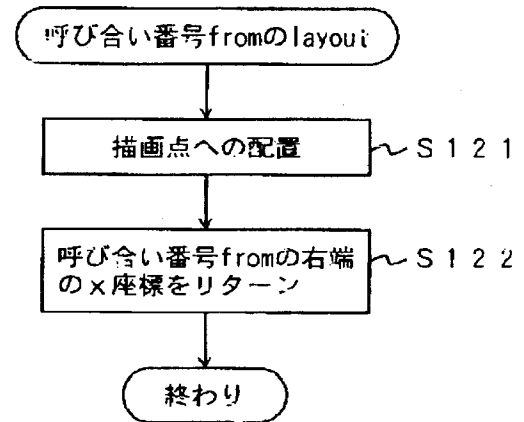 呼び合い番号fromのlayout
描画点への配置
S121
呼び合い番号fromの右端
のx座標をリターン
S122
終わり